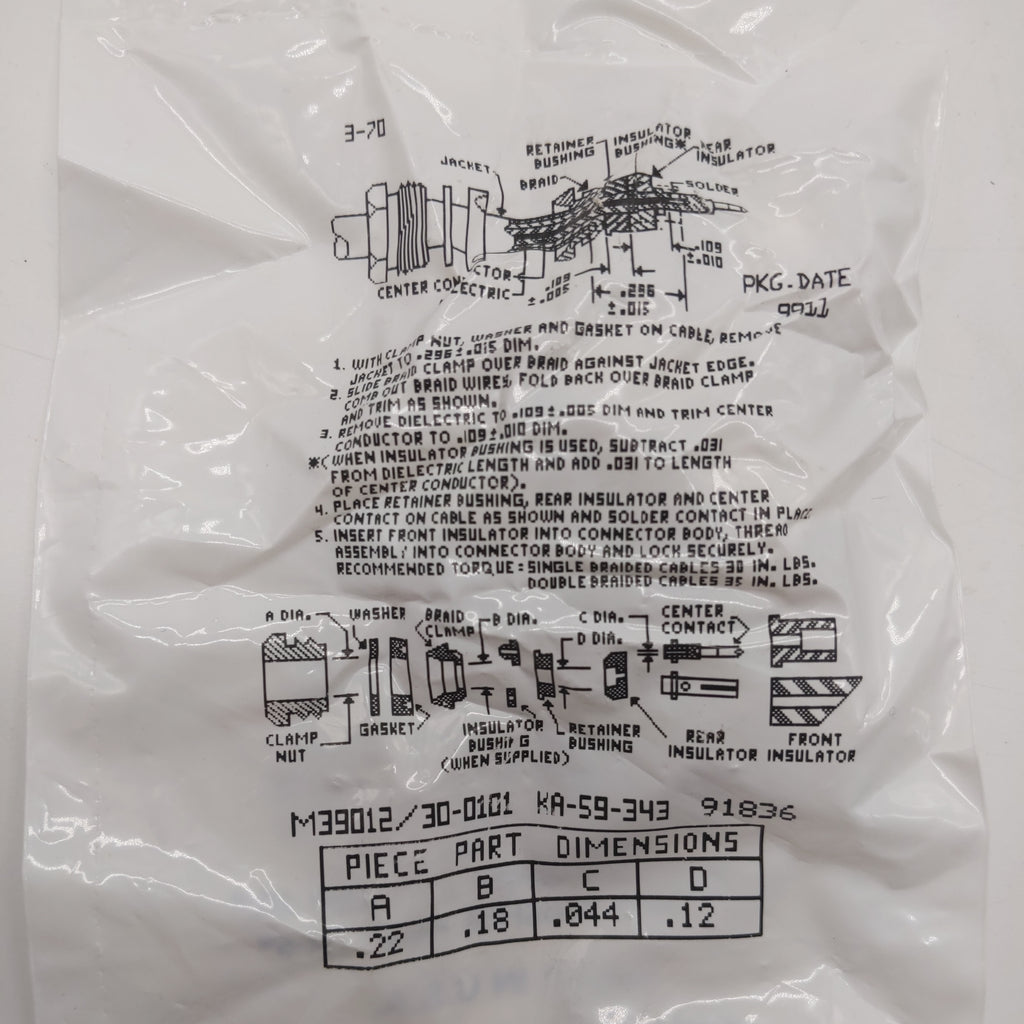 3-70
JACKET
RETAINER
BUSHING
INSULATOR
BUSHING*
REAR
INSULATOR
BRAID
SOLDER
CENTER
DIELECTRIC
.109
±.005
.296
±.015
.109
±.010
PKG. DATE
9911
1. WITH CLAMP NUT, WASHER AND GASKET ON CABLE, REMOVE
JACKET TO .296±.015 DIM.
2. SLIDE BRAID CLAMP OVER BRAID AGAINST JACKET EDGE.
COMB OUT BRAID WIRES, FOLD BACK OVER BRAID CLAMP
AND TRIM AS SHOWN.
3. REMOVE DIELECTRIC TO .109±.005 DIM AND TRIM CENTER
CONDUCTOR TO .109±.010 DIM.
*(WHEN INSULATOR BUSHING IS USED, SUBTRACT .031
FROM DIELECTRIC LENGTH AND ADD .031 TO LENGTH
OF CENTER CONDUCTOR).
4. PLACE RETAINER BUSHING, REAR INSULATOR AND CENTER
CONTACT ON CABLE AS SHOWN AND SOLDER CONTACT IN PLACE
5. INSERT FRONT INSULATOR INTO CONNECTOR BODY, THREAD
ASSEMBLY INTO CONNECTOR BODY AND LOCK SECURELY.
RECOMMENDED TORQUE: SINGLE BRAIDED CABLES 30 IN. LBS.
DOUBLE BRAIDED CABLES 35 IN. LBS.
A DIA.
WASHER
BRAID
CLAMP
B DIA.
C DIA.
D DIA.
CENTER
CONTACT
CLAMP
NUT
GASKET
INSULATOR
BUSHING
(WHEN SUPPLIED)
RETAINER
BUSHING
REAR
INSULATOR
FRONT
INSULATOR
M39012/30-0101 KA-59-343 91836
PIECE PART DIMENSIONS
A B C D
.22 .18 .044 .12